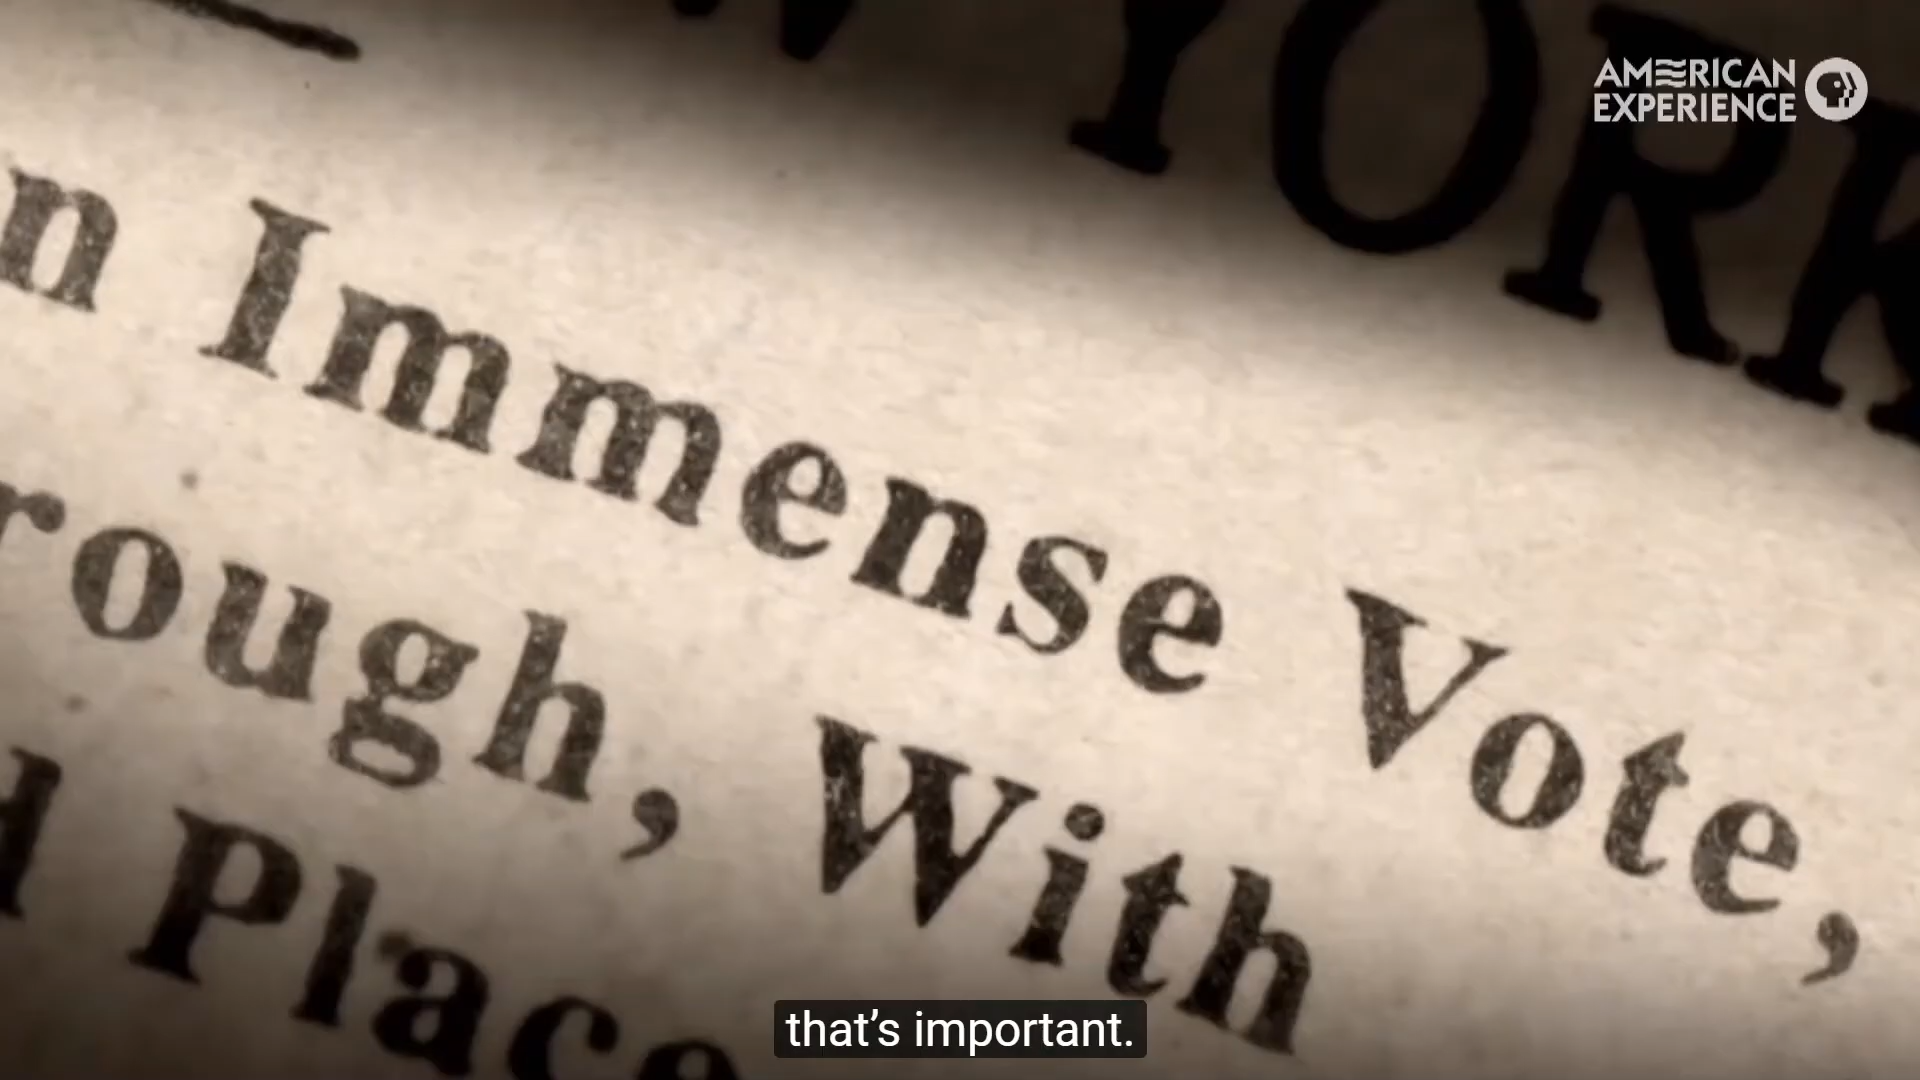 YORK
AMERICAN
EXPERIENCE
n Immense Vote,
rough, With
d Place
that’s important.